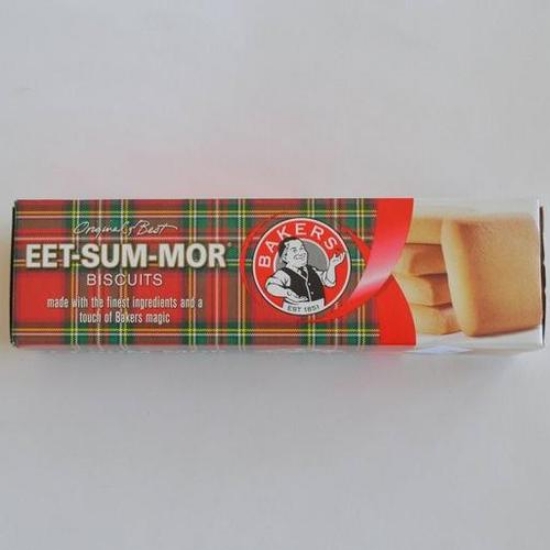 Original & Best
EET-SUM-MOR®
BISCUITS
made with the finest ingredients and a
touch of Bakers magic
BAKERS
EST 1851